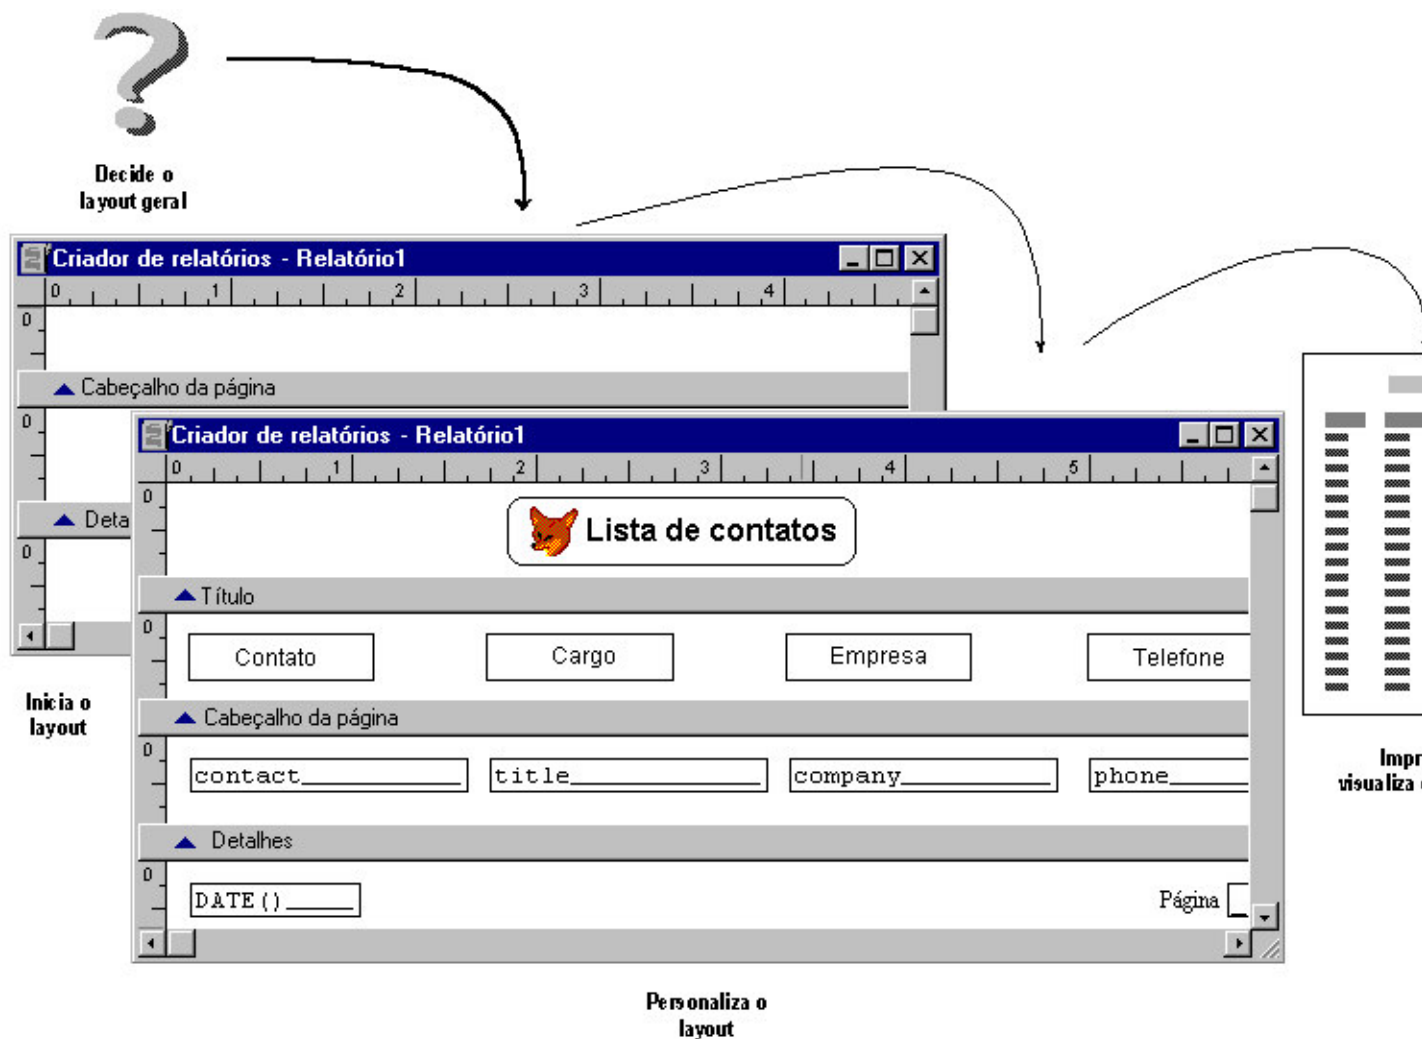 Decide o
layout geral
Criador de relatórios - Relatório1
0 1 2 3 4
0
Cabeçalho da página
0
0
Inicia o
layout
Criador de relatórios - Relatório1
0 1 2 3 4 5
0
Lista de contatos
Título
0
Contato Cargo Empresa Telefone
Cabeçalho da página
0
contact title company phone
Detalhes
0
DATE() Página
Personaliza o
layout
visualiza